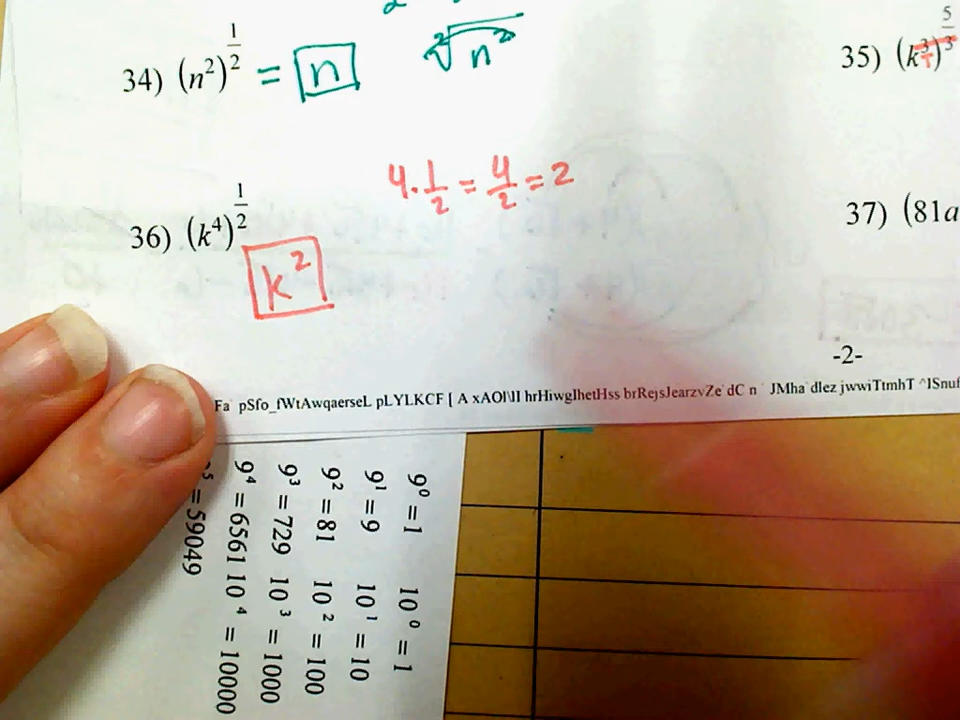 34) (n²)^(1/2) = n ²√n²
35) (k^(3/1))^(5/3)
4·1/2 = 4/2 = 2
36) (k⁴)^(1/2)
k²
37) (81a
-2-
9⁰ = 1 10⁰ = 1
9¹ = 9 10¹ = 10
9² = 81 10² = 100
9³ = 729 10³ = 1000
9⁴ = 6561 10⁴ = 10000
= 59049